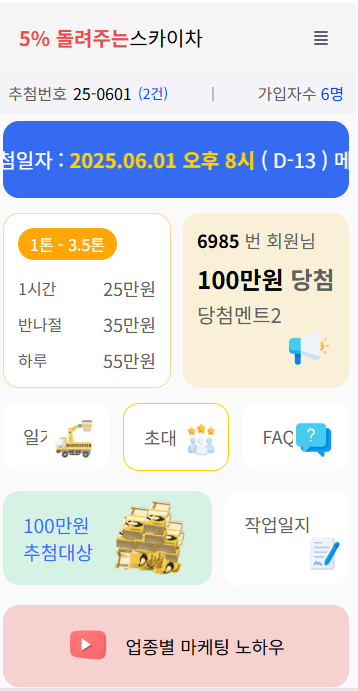 5% 돌려주는스카이차
추첨번호 25-0601 (2건) | 가입자수 6명
첨일자 : 2025.06.01 오후 8시 ( D-13 ) 메
1톤 - 3.5톤
1시간 25만원
반나절 35만원
하루 55만원
6985 번 회원님
100만원 당첨
당첨멘트2
일기
초대
FAQ
100만원
추첨대상
작업일지
업종별 마케팅 노하우